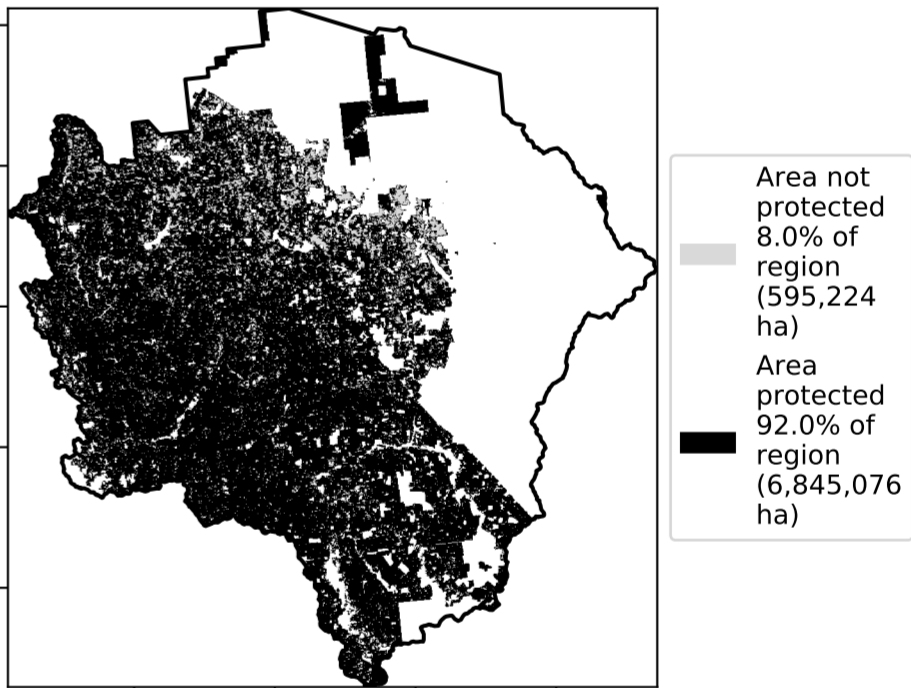 Area not
protected
8.0% of
region
(595,224
ha)
Area
protected
92.0% of
region
(6,845,076
ha)